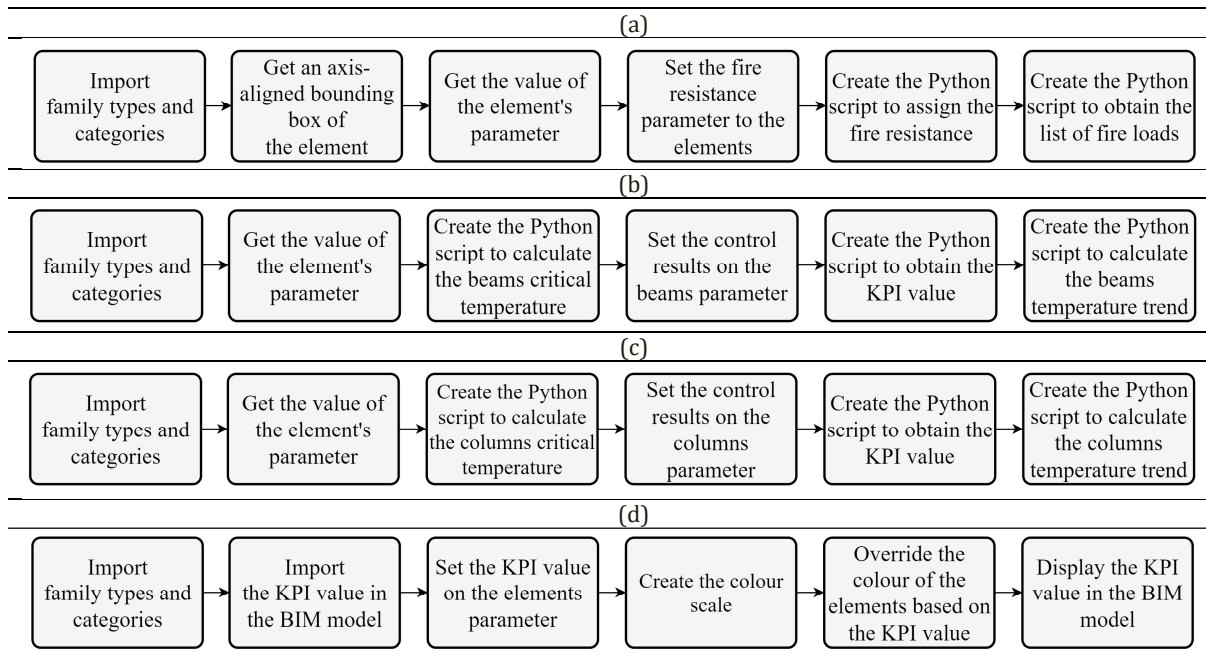 (a)
Import
family types and
categories
Get an axis-
aligned bounding
box of
the element
Get the value of
the element's
parameter
Set the fire
resistance
parameter to the
elements
Create the Python
script to assign the
fire resistance
Create the Python
script to obtain the
list of fire loads
(b)
Import
family types and
categories
Get the value of
the element's
parameter
Create the Python
script to calculate
the beams critical
temperature
Set the control
results on the
beams parameter
Create the Python
script to obtain the
KPI value
Create the Python
script to calculate
the beams
temperature trend
(c)
Import
family types and
categories
Get the value of
the element's
parameter
Create the Python
script to calculate
the columns critical
temperature
Set the control
results on the
columns
parameter
Create the Python
script to obtain the
KPI value
Create the Python
script to calculate
the columns
temperature trend
(d)
Import
family types and
categories
Import
the KPI value in
the BIM model
Set the KPI value
on the elements
parameter
Create the colour
scale
Override the
colour of the
elements based on
the KPI value
Display the KPI
value in the BIM
model